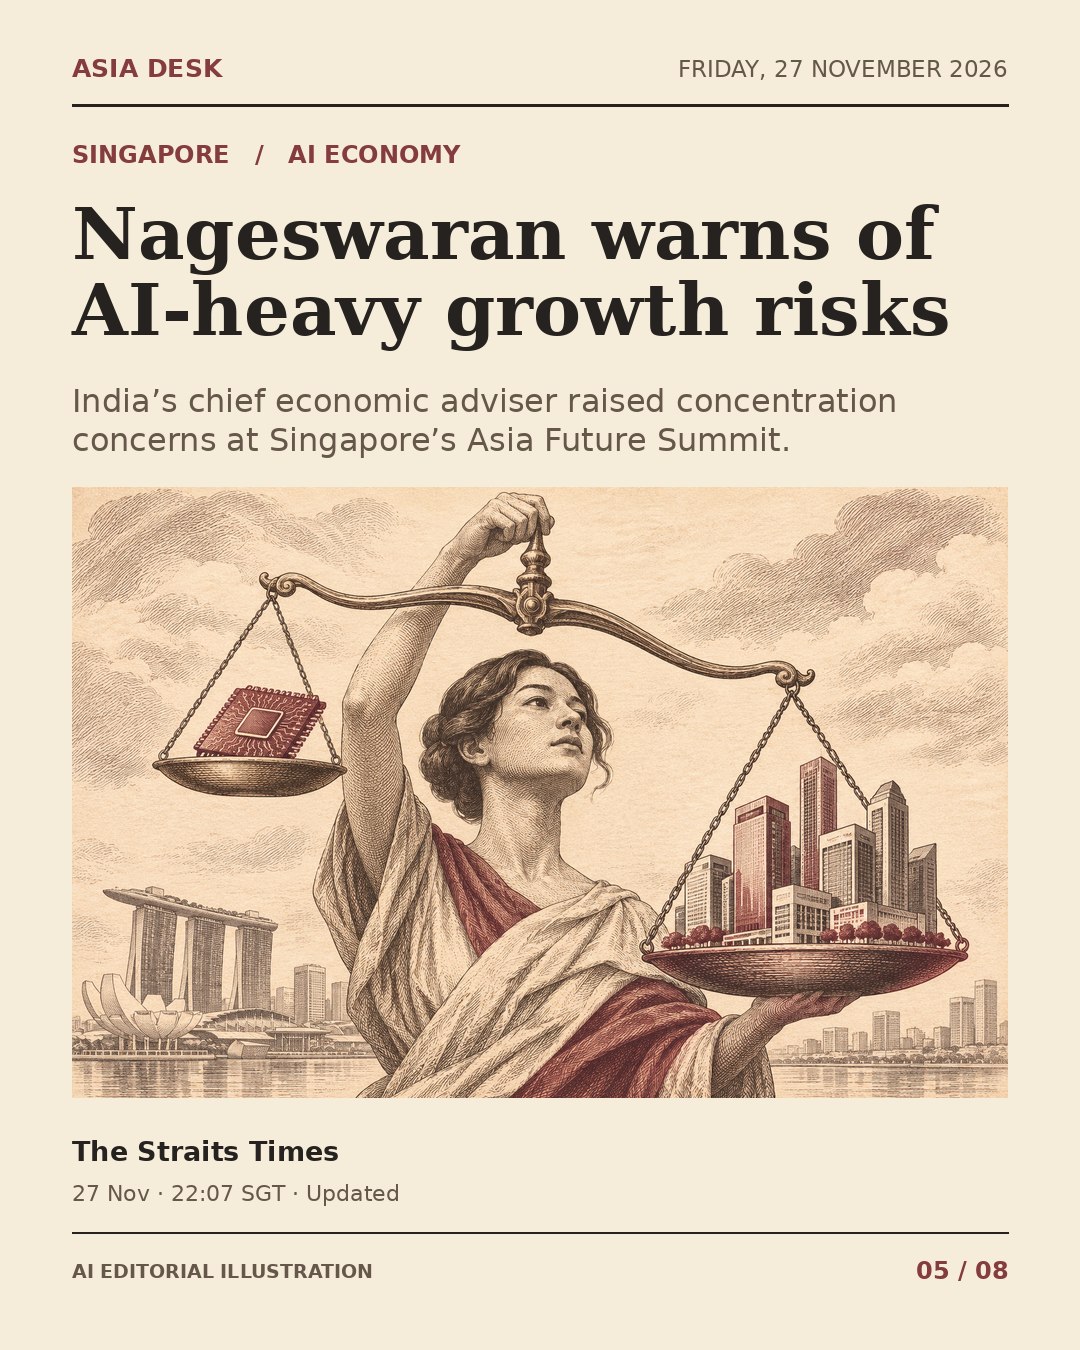 ASIA DESK
FRIDAY, 27 NOVEMBER 2026
SINGAPORE / AI ECONOMY
Nageswaran warns of
AI-heavy growth risks
India’s chief economic adviser raised concentration
concerns at Singapore’s Asia Future Summit.
The Straits Times
27 Nov · 22:07 SGT · Updated
AI EDITORIAL ILLUSTRATION
05 / 08